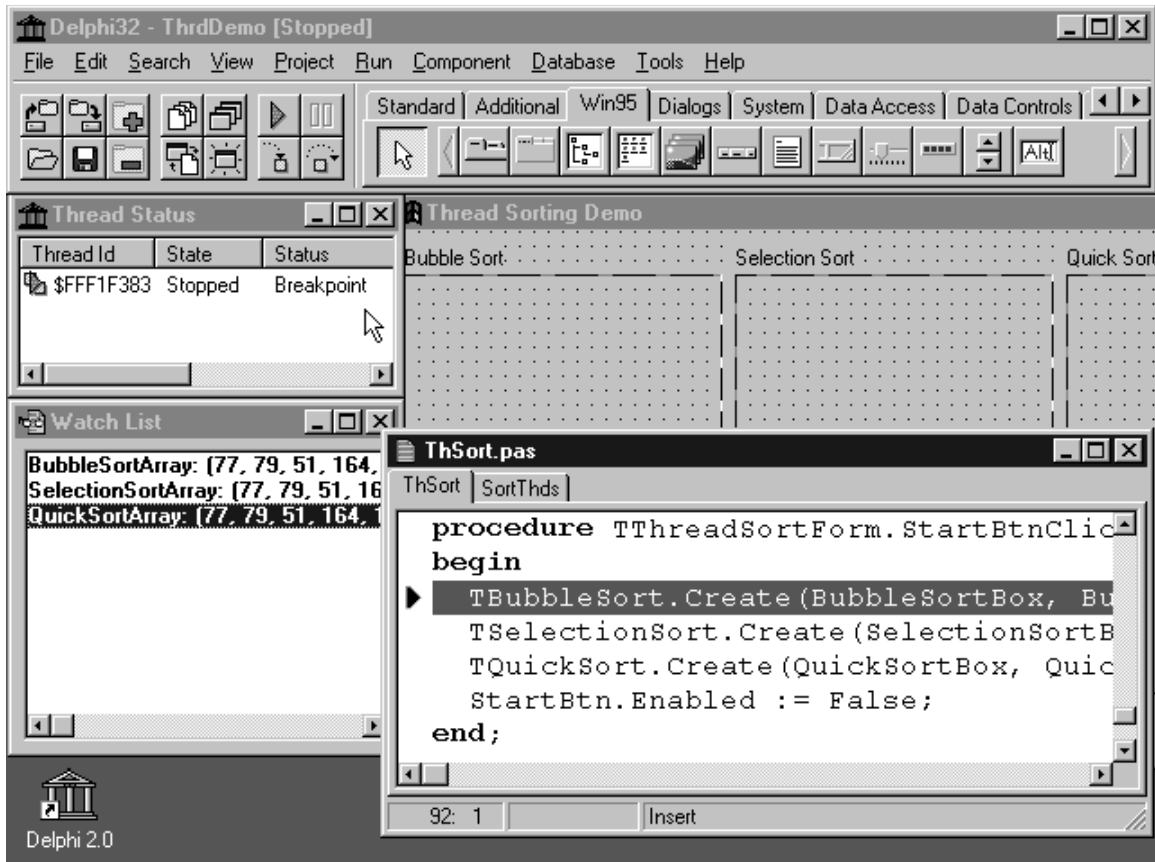 Delphi32 - ThrdDemo [Stopped]
File Edit Search View Project Run Component Database Tools Help
Standard Additional Win95 Dialogs System Data Access Data Controls
Thread Status
Thread Id State Status
$FFF1F383 Stopped Breakpoint
Thread Sorting Demo
Bubble Sort Selection Sort Quick Sort
Watch List
BubbleSortArray: (77, 79, 51, 164,
SelectionSortArray: (77, 79, 51, 16
QuickSortArray: (77, 79, 51, 164, 1
ThSort.pas
ThSort SortThds
procedure TThreadSortForm.StartBtnClic
begin
TBubbleSort.Create(BubbleSortBox, Bu
TSelectionSort.Create(SelectionSortB
TQuickSort.Create(QuickSortBox, Quic
StartBtn.Enabled := False;
end;
92: 1 Insert
Delphi 2.0